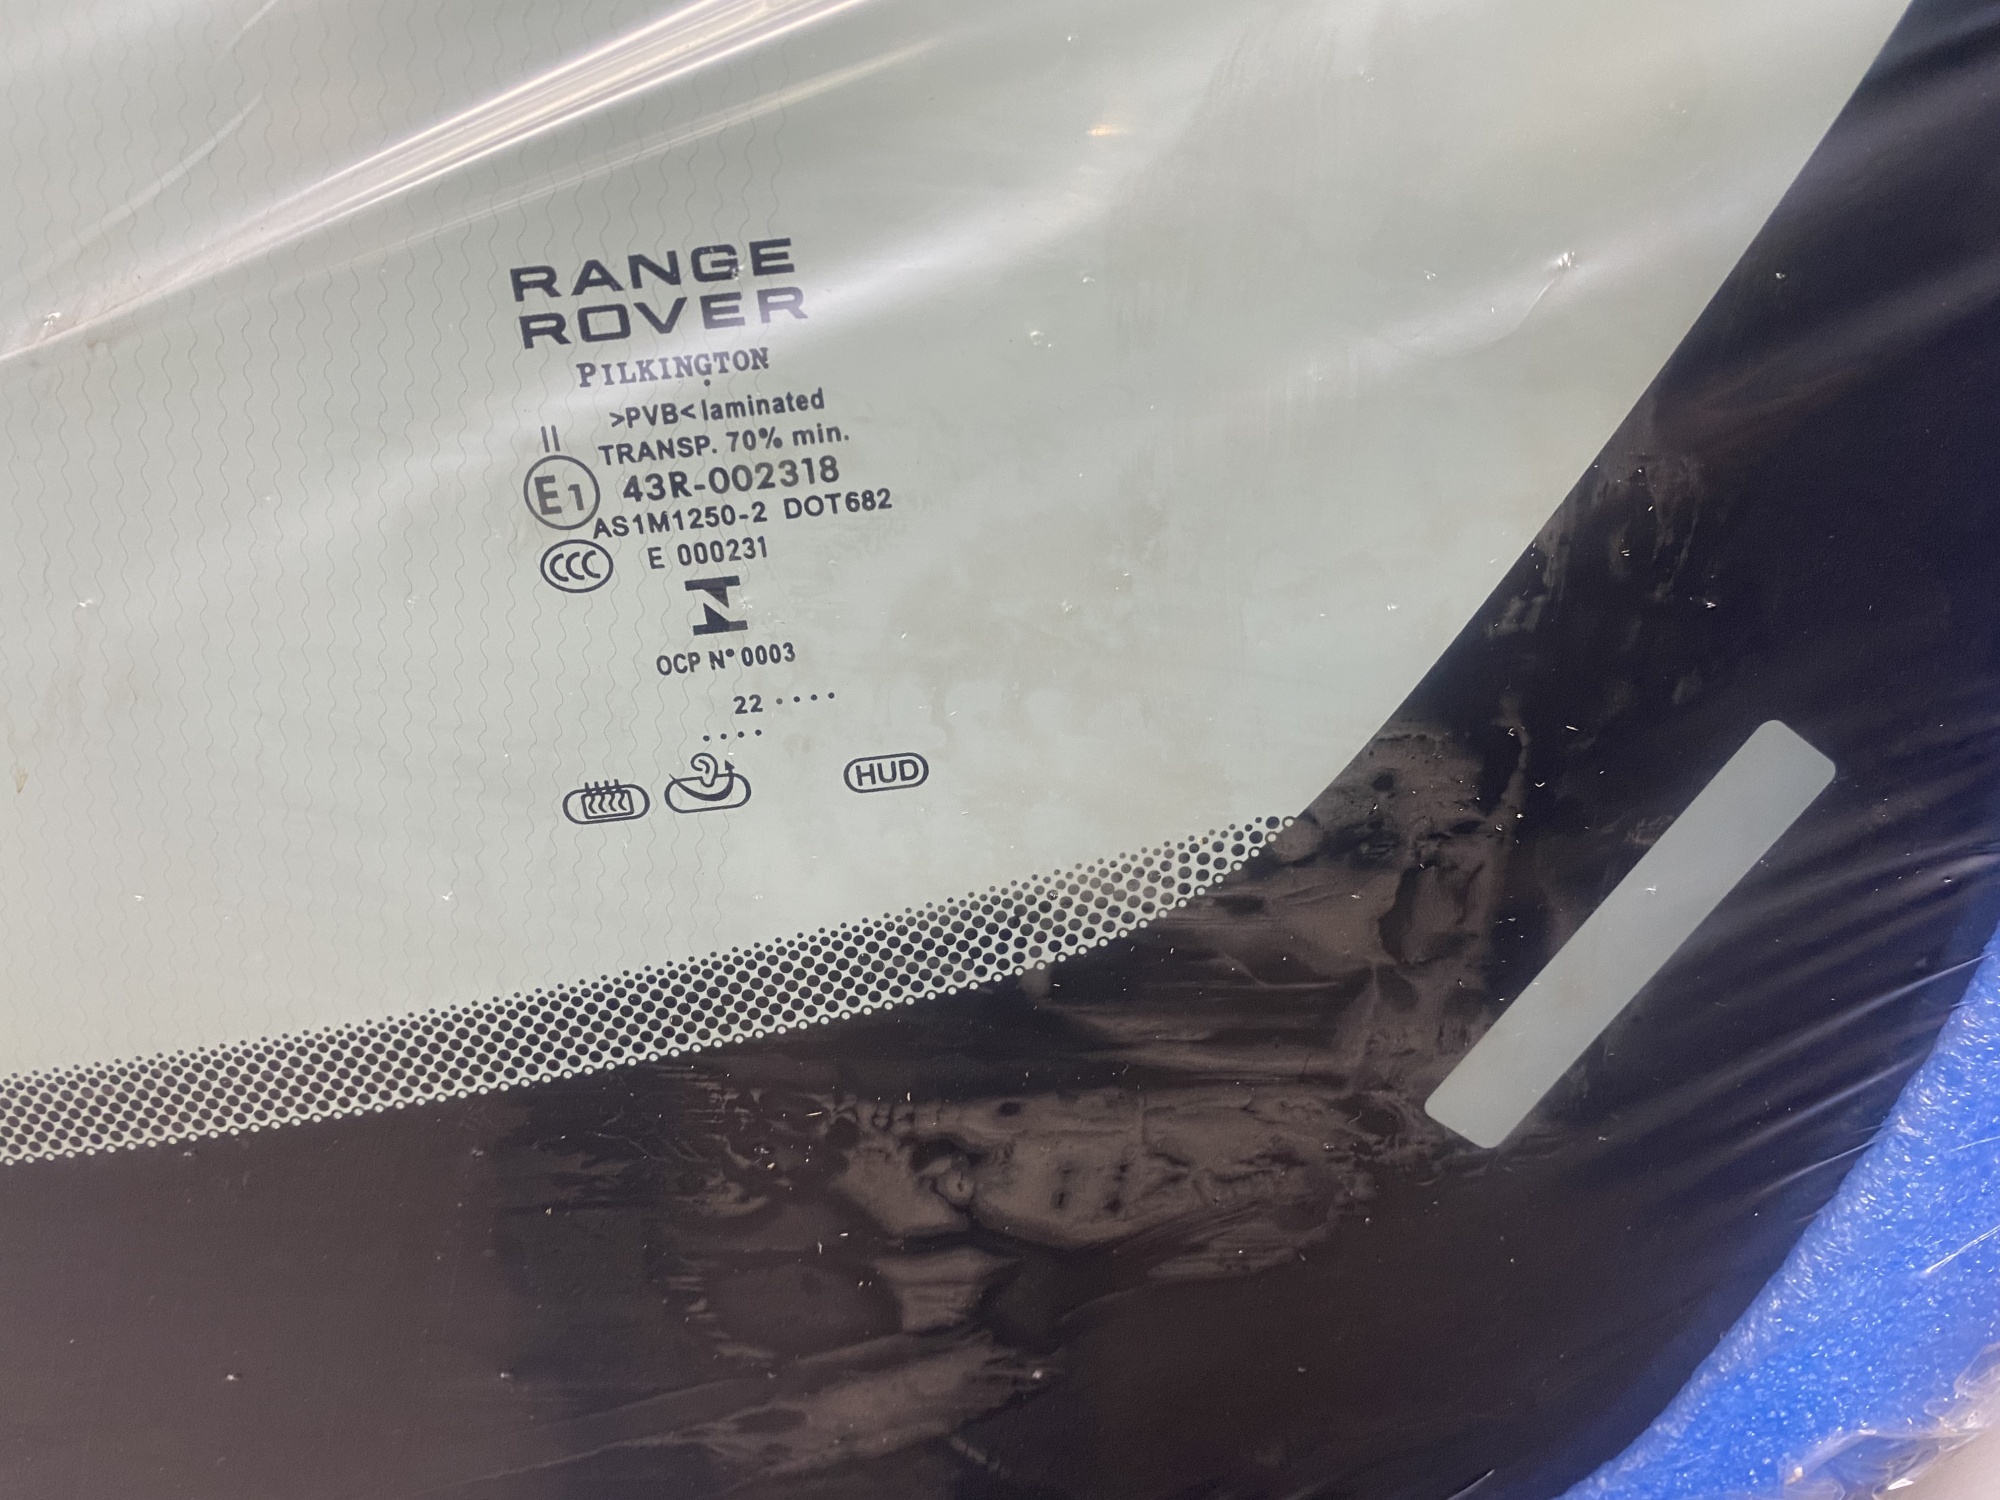 RANGE
ROVER
PILKINGTON
>PVB< laminated
II TRANSP. 70% min.
E1 43R-002318
AS1M1250-2 DOT682
CCC E 000231
OCP N° 0003
22 ····
····
HUD